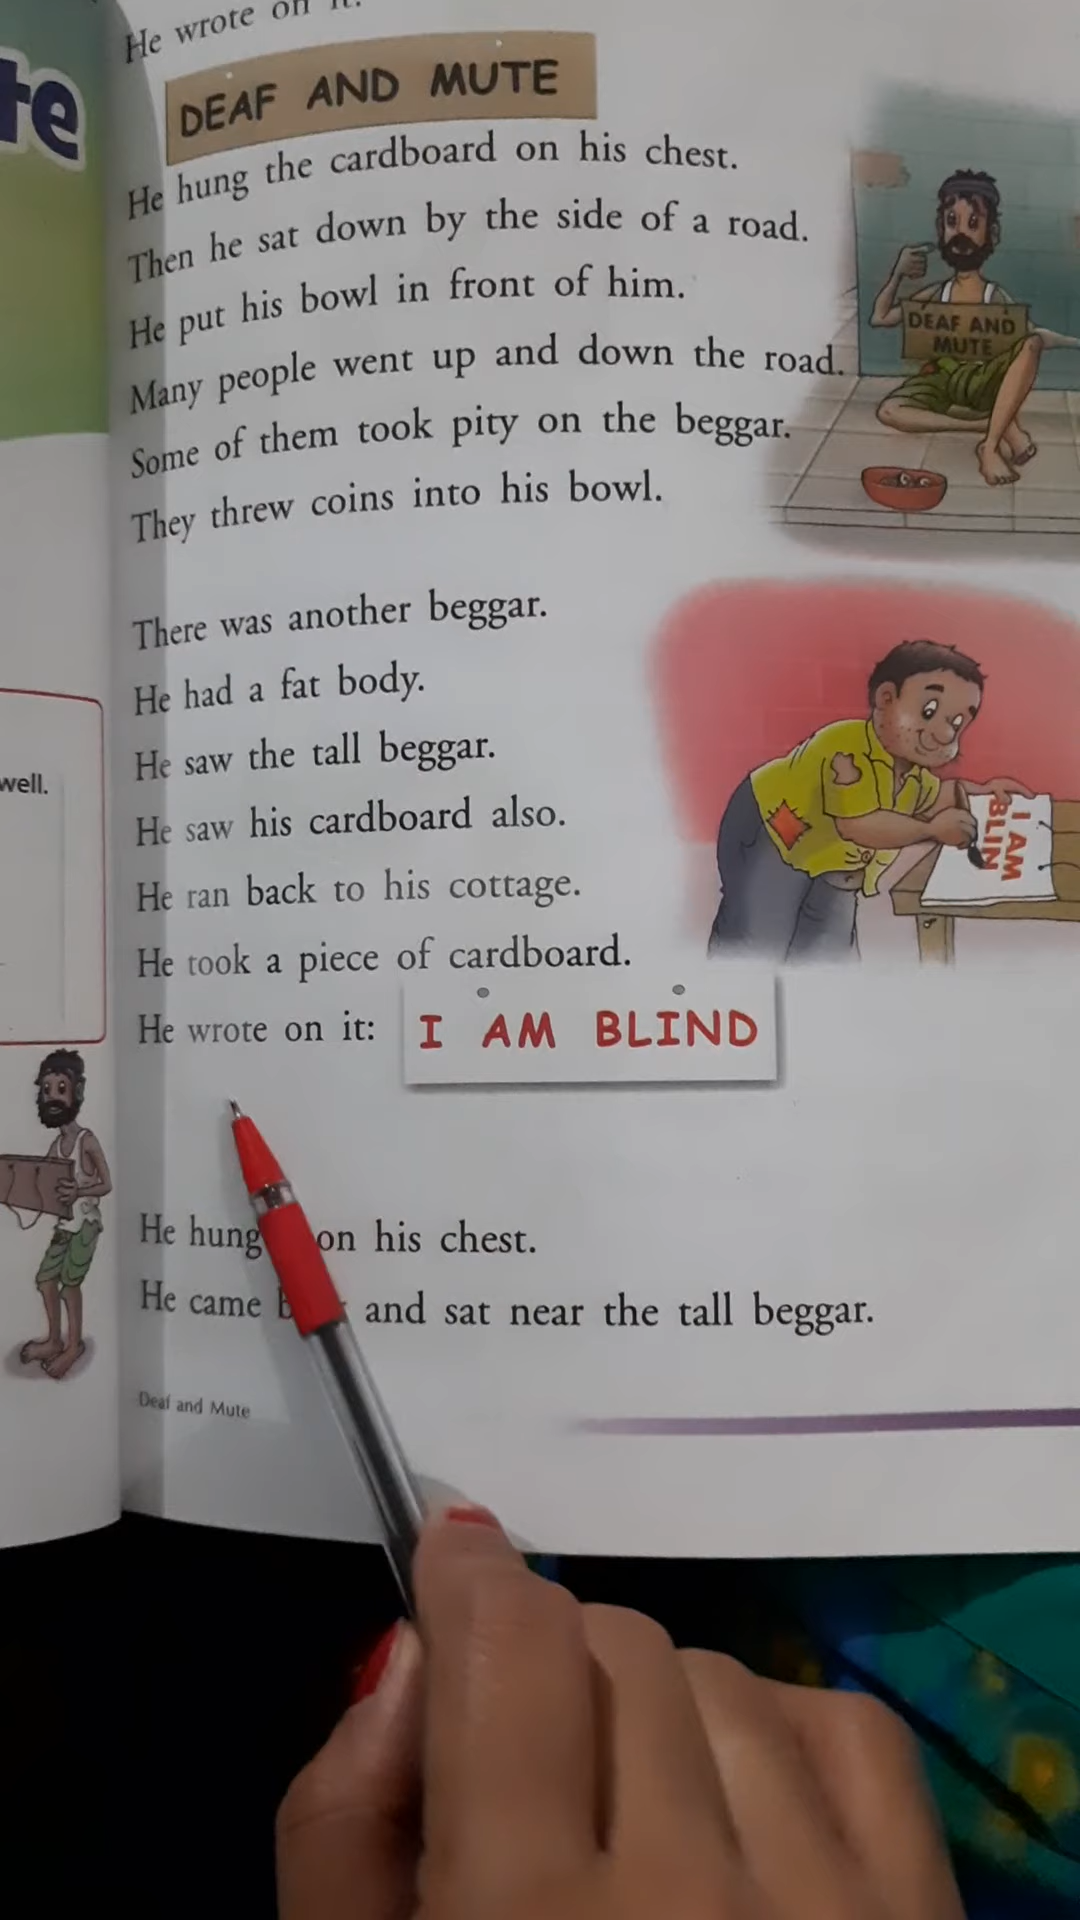 te
well.
He wrote on it:
DEAF AND MUTE
He hung the cardboard on his chest.
Then he sat down by the side of a road.
He put his bowl in front of him.
Many people went up and down the road.
Some of them took pity on the beggar.
They threw coins into his bowl.
DEAF AND
MUTE
There was another beggar.
He had a fat body.
He saw the tall beggar.
He saw his cardboard also.
He ran back to his cottage.
He took a piece of cardboard.
He wrote on it: I AM BLIND
I AM
BLIN
He hung on his chest.
He came and sat near the tall beggar.
Deaf and Mute